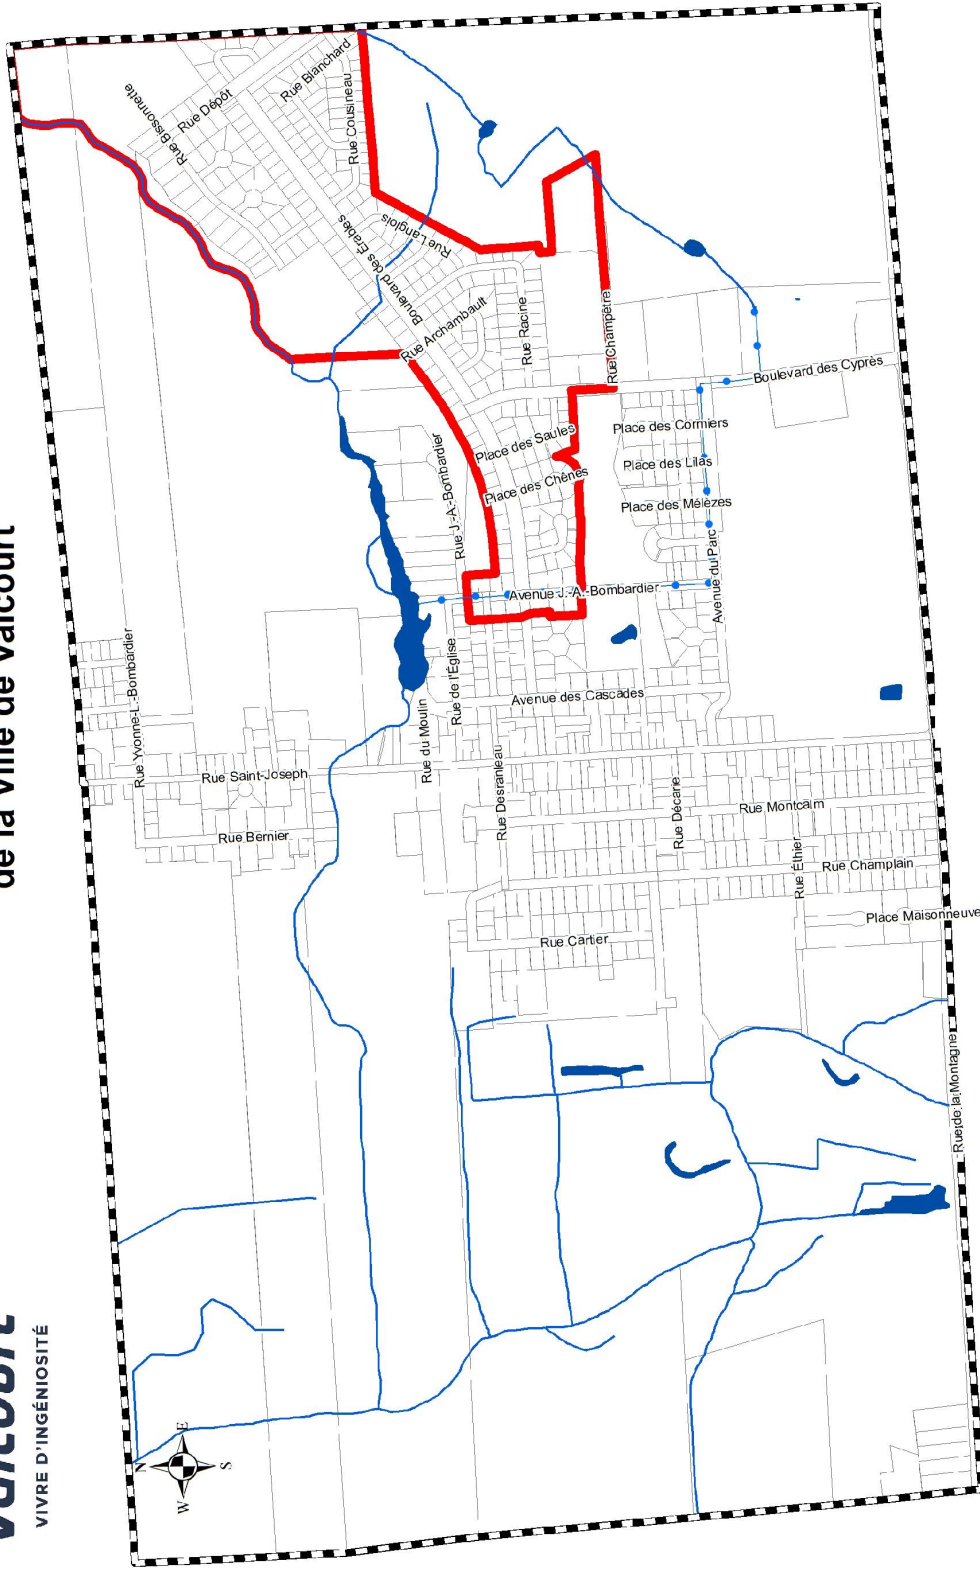 de la Ville de Valcourt
Valcourt
VIVRE D'INGÉNIOSITÉ
Rue Bissonnette
Rue Dépôt
Rue Blanchard
Rue Cousineau
Rue Langlois
Boulevard des Érables
Rue Archambault
Rue Racine
Rue Champêtre
Boulevard des Cyprès
Place des Saules
Place des Cormiers
Place des Lilas
Place des Chênes
Place des Mélèzes
Rue J.-A.-Bombardier
Avenue J.-A.-Bombardier
Avenue du Parc
Rue Yvonne-L.-Bombardier
Rue de l'Église
Avenue des Cascades
Rue du Moulin
Rue Saint-Joseph
Rue Desranleau
Rue Décarie
Rue Montcalm
Rue Bernier
Rue Éthier
Rue Champlain
Place Maisonneuve
Rue Cartier
Rue de la Montagne
N
E
W
S